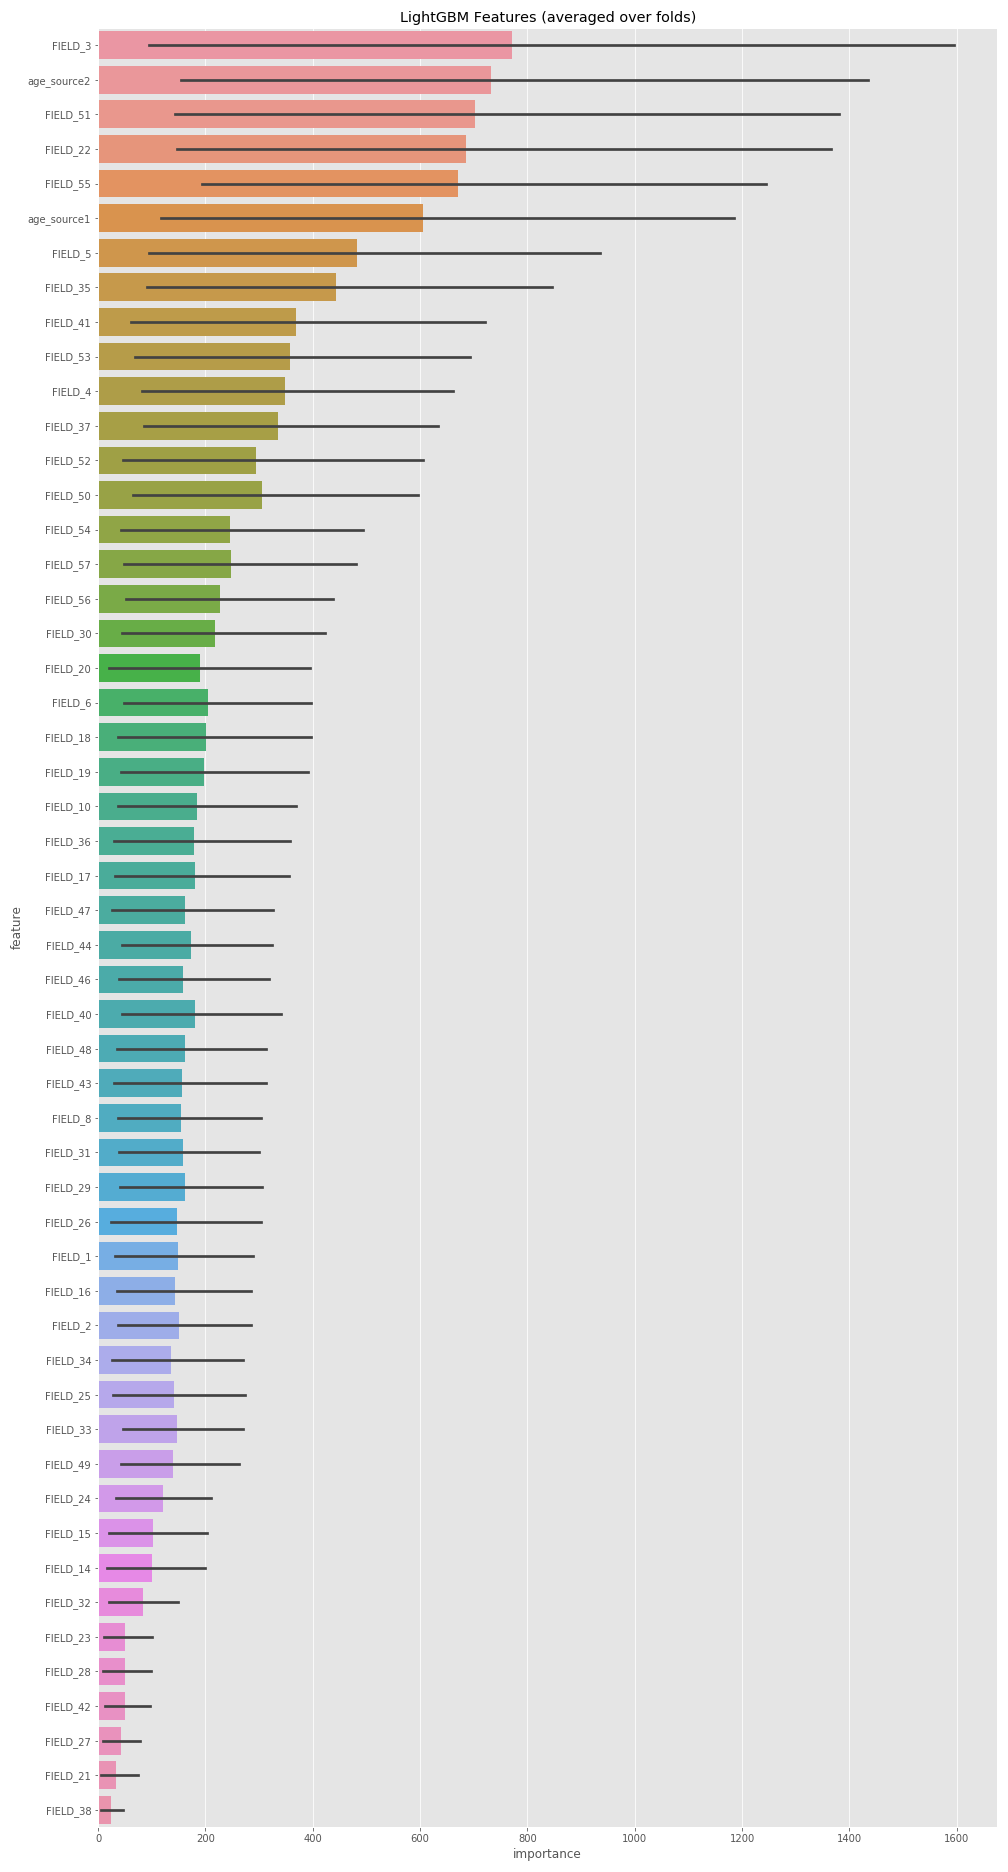 LightGBM Features (averaged over folds)
FIELD_3
age_source2
FIELD_51
FIELD_22
FIELD_55
age_source1
FIELD_5
FIELD_35
FIELD_41
FIELD_53
FIELD_4
FIELD_37
FIELD_52
FIELD_50
FIELD_54
FIELD_57
FIELD_56
FIELD_30
FIELD_20
FIELD_6
FIELD_18
FIELD_19
FIELD_10
FIELD_36
FIELD_17
FIELD_47
FIELD_44
FIELD_46
FIELD_40
FIELD_48
FIELD_43
FIELD_8
FIELD_31
FIELD_29
FIELD_26
FIELD_1
FIELD_16
FIELD_2
FIELD_34
FIELD_25
FIELD_33
FIELD_49
FIELD_24
FIELD_15
FIELD_14
FIELD_32
FIELD_23
FIELD_28
FIELD_42
FIELD_27
FIELD_21
FIELD_38
feature
0 200 400 600 800 1000 1200 1400 1600
importance